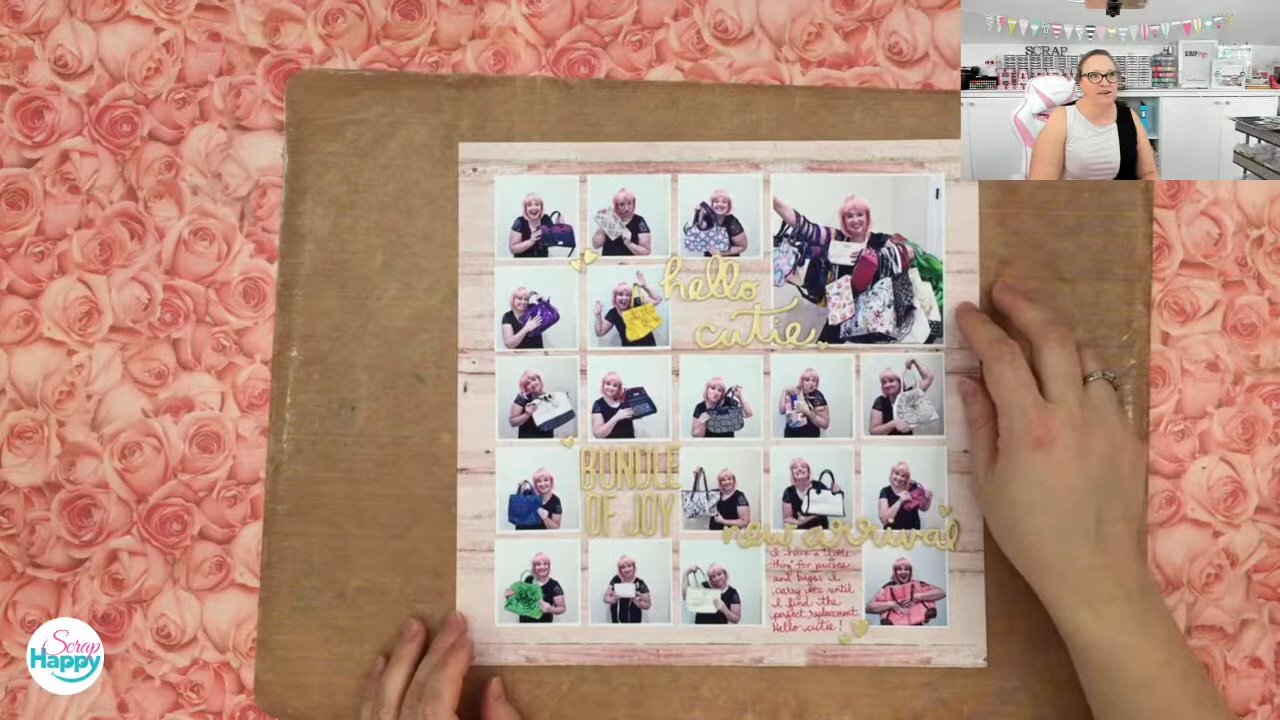 SCRAP
hello
cutie
BUNDLE
OF JOY
new arrival
I have a little
thin' for purses
and bags. I
carry one until
I find the
perfect replacement.
Hello cutie!
Scrap
Happy